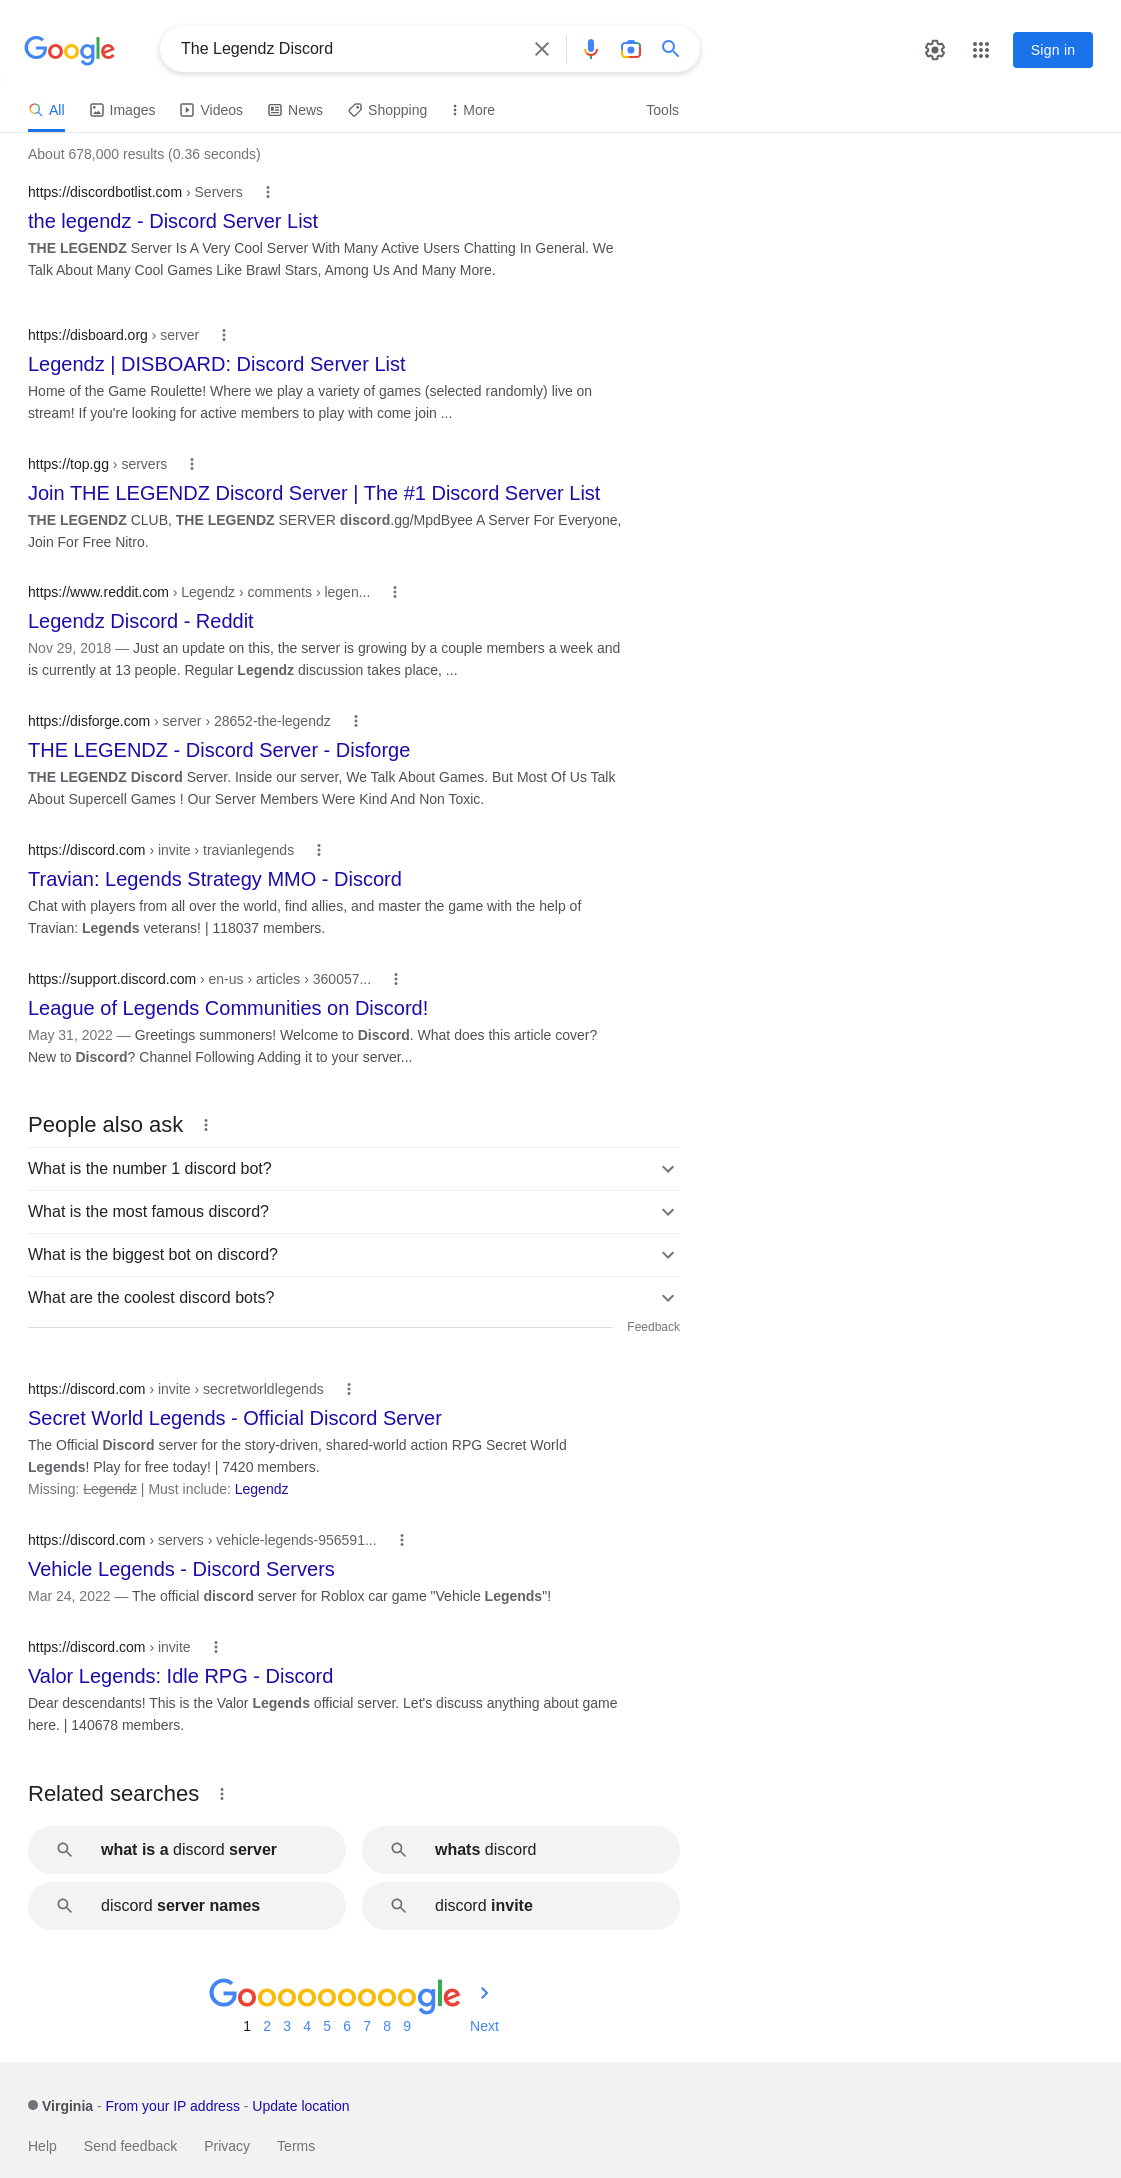 Google
The Legendz Discord
Sign in
All Images Videos News Shopping More Tools
About 678,000 results (0.36 seconds)
https://discordbotlist.com › Servers
the legendz - Discord Server List
THE LEGENDZ Server Is A Very Cool Server With Many Active Users Chatting In General. We
Talk About Many Cool Games Like Brawl Stars, Among Us And Many More.
https://disboard.org › server
Legendz | DISBOARD: Discord Server List
Home of the Game Roulette! Where we play a variety of games (selected randomly) live on
stream! If you're looking for active members to play with come join ...
https://top.gg › servers
Join THE LEGENDZ Discord Server | The #1 Discord Server List
THE LEGENDZ CLUB, THE LEGENDZ SERVER discord.gg/MpdByee A Server For Everyone,
Join For Free Nitro.
https://www.reddit.com › Legendz › comments › legen...
Legendz Discord - Reddit
Nov 29, 2018 — Just an update on this, the server is growing by a couple members a week and
is currently at 13 people. Regular Legendz discussion takes place, ...
https://disforge.com › server › 28652-the-legendz
THE LEGENDZ - Discord Server - Disforge
THE LEGENDZ Discord Server. Inside our server, We Talk About Games. But Most Of Us Talk
About Supercell Games ! Our Server Members Were Kind And Non Toxic.
https://discord.com › invite › travianlegends
Travian: Legends Strategy MMO - Discord
Chat with players from all over the world, find allies, and master the game with the help of
Travian: Legends veterans! | 118037 members.
https://support.discord.com › en-us › articles › 360057...
League of Legends Communities on Discord!
May 31, 2022 — Greetings summoners! Welcome to Discord. What does this article cover?
New to Discord? Channel Following Adding it to your server...
People also ask
What is the number 1 discord bot?
What is the most famous discord?
What is the biggest bot on discord?
What are the coolest discord bots?
Feedback
https://discord.com › invite › secretworldlegends
Secret World Legends - Official Discord Server
The Official Discord server for the story-driven, shared-world action RPG Secret World
Legends! Play for free today! | 7420 members.
Missing: Legendz | Must include: Legendz
https://discord.com › servers › vehicle-legends-956591...
Vehicle Legends - Discord Servers
Mar 24, 2022 — The official discord server for Roblox car game "Vehicle Legends"!
https://discord.com › invite
Valor Legends: Idle RPG - Discord
Dear descendants! This is the Valor Legends official server. Let's discuss anything about game
here. | 140678 members.
Related searches
what is a discord server
whats discord
discord server names
discord invite
Gooooooooogle
1 2 3 4 5 6 7 8 9 Next
Virginia - From your IP address - Update location
Help Send feedback Privacy Terms